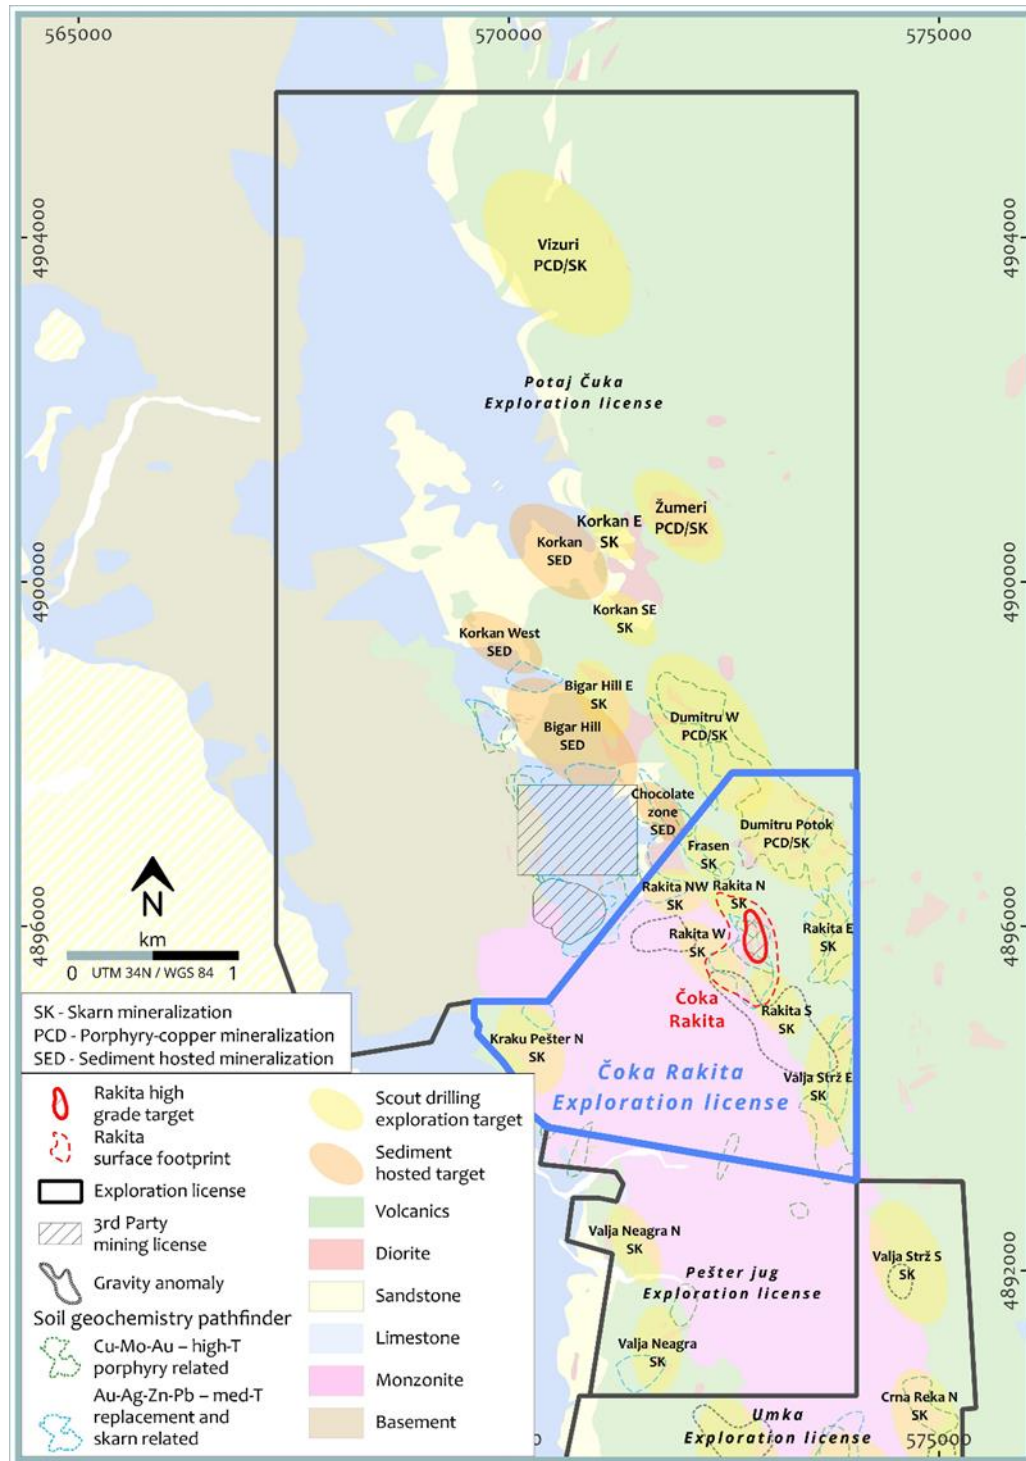 565000
570000
575000
4904000
4904000
Vizuri
PCD/SK
Potaj Čuka
Exploration license
Žumeri
PCD/SK
Korkan E
SK
Korkan
SED
4900000
4900000
Korkan SE
SK
Korkan West
SED
Bigar Hill E
SK
Bigar Hill
SED
Dumitru W
PCD/SK
Chocolate
zone
SED
Dumitru Potok
PCD/SK
Frasen
SK
Rakita NW
SK
Rakita N
SK
4896000
4896000
Rakita W
SK
Rakita E
SK
N
km
0
1
UTM 34N / WGS 84
Čoka
Rakita
Rakita S
SK
Kraku Pešter N
SK
Valja Strž E
SK
Čoka Rakita
Exploration license
SK - Skarn mineralization
PCD - Porphyry-copper mineralization
SED - Sediment hosted mineralization
Rakita high
grade target
Rakita
surface footprint
Exploration license
3rd Party
mining license
Gravity anomaly
Soil geochemistry pathfinder
Cu-Mo-Au – high-T
porphyry related
Au-Ag-Zn-Pb – med-T
replacement and
skarn related
Scout drilling
exploration target
Sediment
hosted target
Volcanics
Diorite
Sandstone
Limestone
Monzonite
Basement
Valja Neagra N
SK
Valja Strž S
SK
Pešter jug
Exploration license
4892000
Valja Neagra
SK
Crna Reka N
SK
Umka
Exploration license
575000